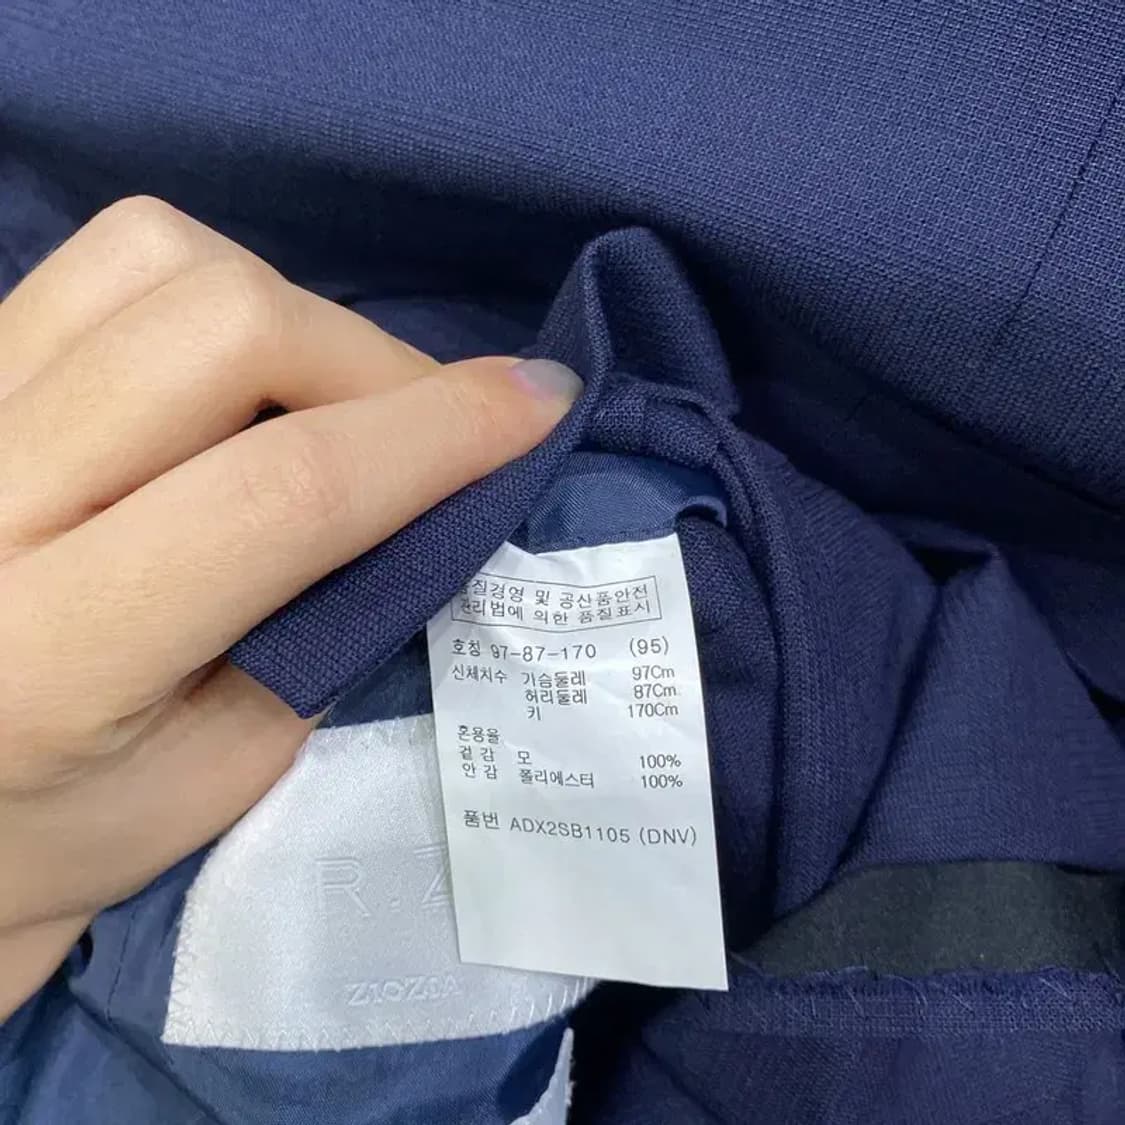 품질경영 및 공산품안전
관리법에 의한 품질표시
호칭 97-87-170 (95)
신체치수 가슴둘레 97Cm
허리둘레 87Cm
키 170Cm
혼용율
겉감 모 100%
안감 폴리에스터 100%
품번 ADX2SB1105 (DNV)
R.Z
ZIOZIA